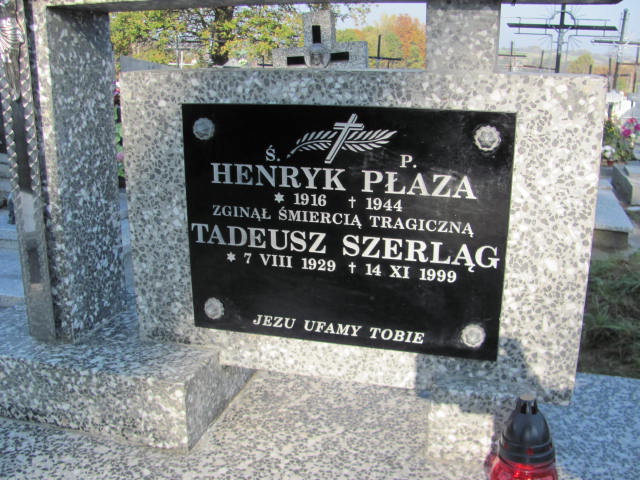 Ś. P.
HENRYK PŁAZA
* 1916 † 1944
ZGINĄŁ ŚMIERCIĄ TRAGICZNĄ
TADEUSZ SZERLĄG
* 7 VIII 1929 † 14 XI 1999
JEZU UFAMY TOBIE